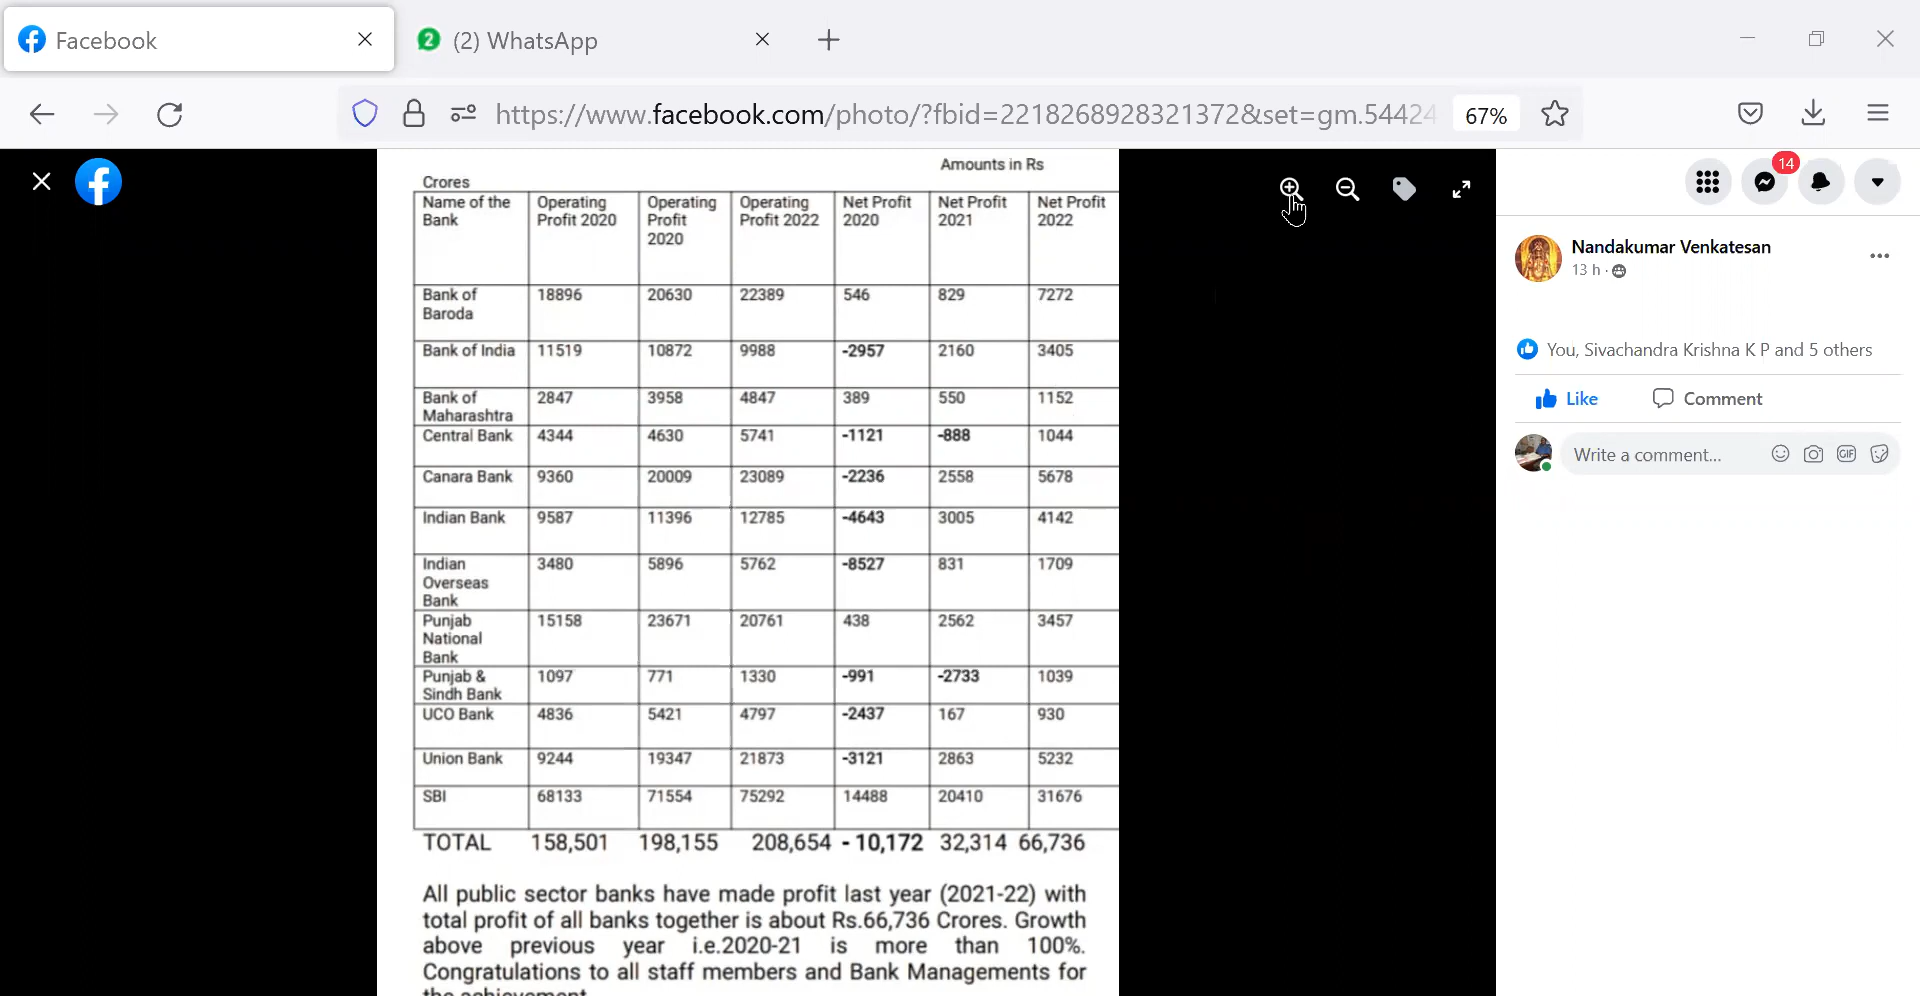 Facebook
2 (2) WhatsApp
https://www.facebook.com/photo/?fbid=2218268928321372&set=gm.54424
67%
Amounts in Rs
Crores
Name of the Bank Operating Profit 2020 Operating Profit 2020 Operating Profit 2022 Net Profit 2020 Net Profit 2021 Net Profit 2022
Bank of Baroda 18896 20630 22389 546 829 7272
Bank of India 11519 10872 9988 -2957 2160 3405
Bank of Maharashtra 2847 3958 4847 389 550 1152
Central Bank 4344 4630 5741 -1121 -888 1044
Canara Bank 9360 20009 23089 -2236 2558 5678
Indian Bank 9587 11396 12785 -4643 3005 4142
Indian Overseas Bank 3480 5896 5762 -8527 831 1709
Punjab National Bank 15158 23671 20761 438 2562 3457
Punjab & Sindh Bank 1097 771 1330 -991 -2733 1039
UCO Bank 4836 5421 4797 -2437 167 930
Union Bank 9244 19347 21873 -3121 2863 5232
SBI 68133 71554 75292 14488 20410 31676
TOTAL 158,501 198,155 208,654 - 10,172 32,314 66,736
All public sector banks have made profit last year (2021-22) with
total profit of all banks together is about Rs.66,736 Crores. Growth
above previous year i.e.2020-21 is more than 100%.
Congratulations to all staff members and Bank Managements for
the achievement
14
Nandakumar Venkatesan
13 h ·
You, Sivachandra Krishna K P and 5 others
Like Comment
Write a comment... GIF